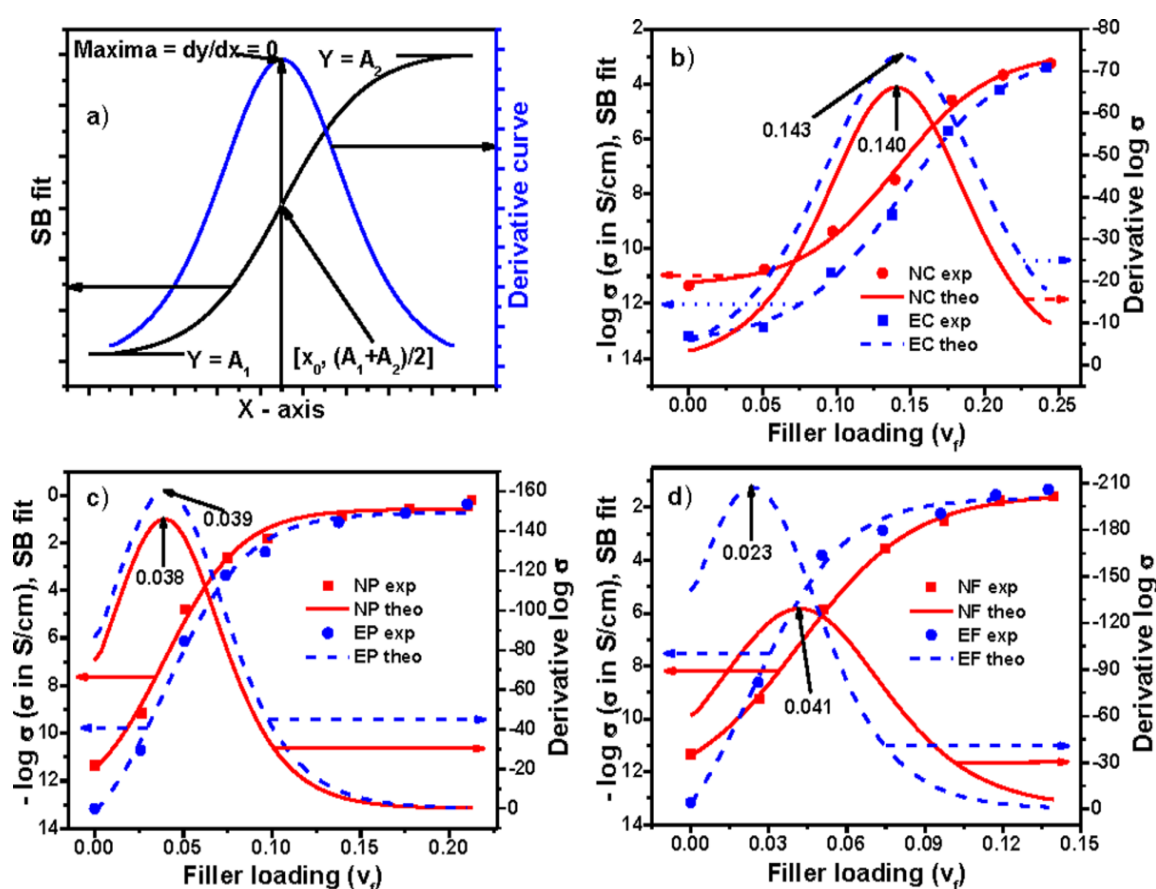 a)
Maxima = dy/dx = 0
Y = A₂
Y = A₁
[x₀, (A₁+A₂)/2]
SB fit
Derivative curve
X - axis
b)
-2
4
6
8
10
12
14
- log σ (σ in S/cm), SB fit
0.143
0.140
NC exp
NC theo
EC exp
EC theo
-80
-70
-60
-50
-40
-30
-20
-10
0
Derivative log σ
0.00 0.05 0.10 0.15 0.20 0.25
Filler loading (v_f)
c)
0
2
4
6
8
10
12
14
- log σ (σ in S/cm), SB fit
0.039
0.038
NP exp
NP theo
EP exp
EP theo
-160
-140
-120
-100
-80
-60
-40
-20
0
Derivative log σ
0.00 0.05 0.10 0.15 0.20
Filler loading (v_f)
d)
2
4
6
8
10
12
14
- log σ (σ in S/cm), SB fit
0.023
0.041
NF exp
NF theo
EF exp
EF theo
-210
-180
-150
-120
-90
-60
-30
0
Derivative log σ
0.00 0.03 0.06 0.09 0.12 0.15
Filler loading (v_f)